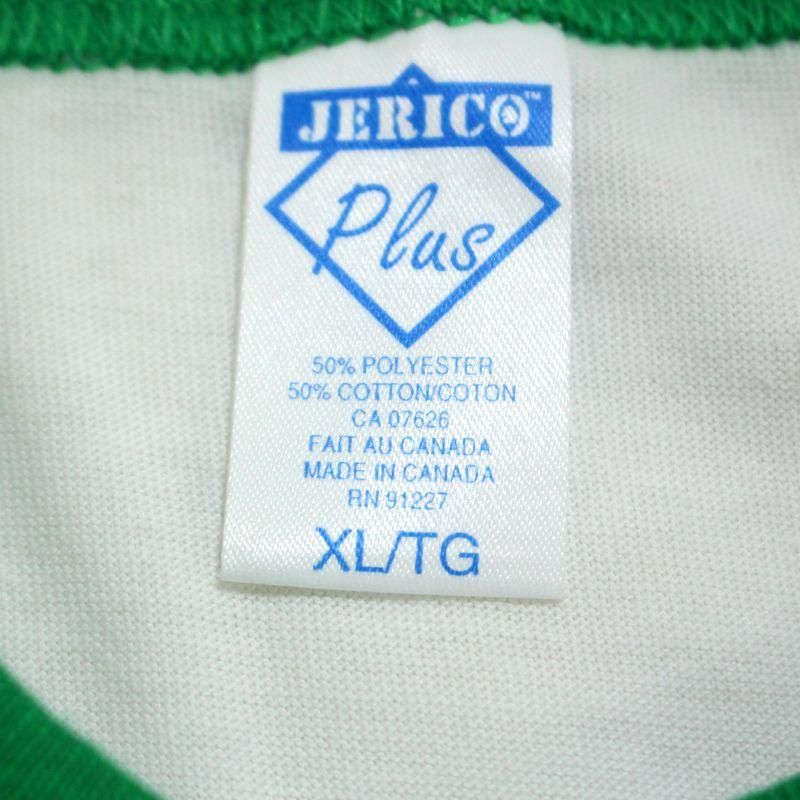 JERICO™
Plus
50% POLYESTER
50% COTTON/COTON
CA 07626
FAIT AU CANADA
MADE IN CANADA
RN 91227
XL/TG